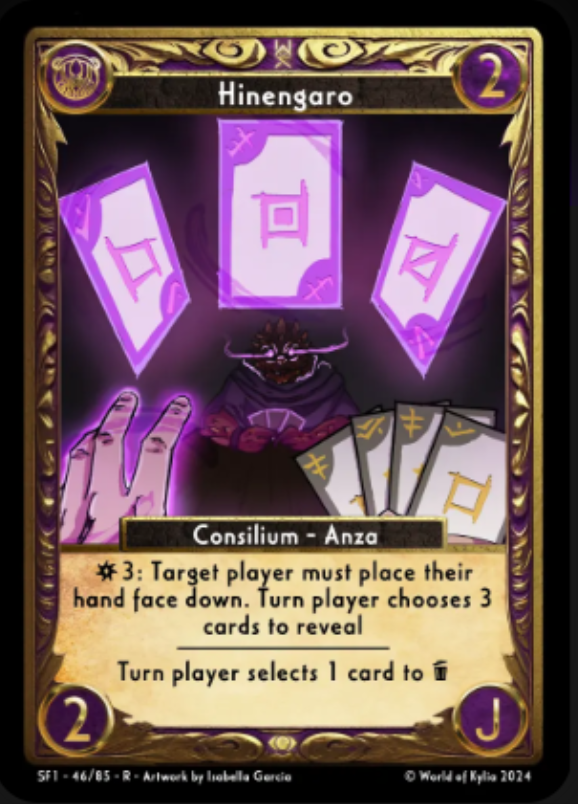 2
Hinengaro
Consilium - Anza
3: Target player must place their
hand face down. Turn player chooses 3
cards to reveal
Turn player selects 1 card to
2
J
SF1 - 46/85 - R - Artwork by Isabella Garcia
© World of Kylia 2024